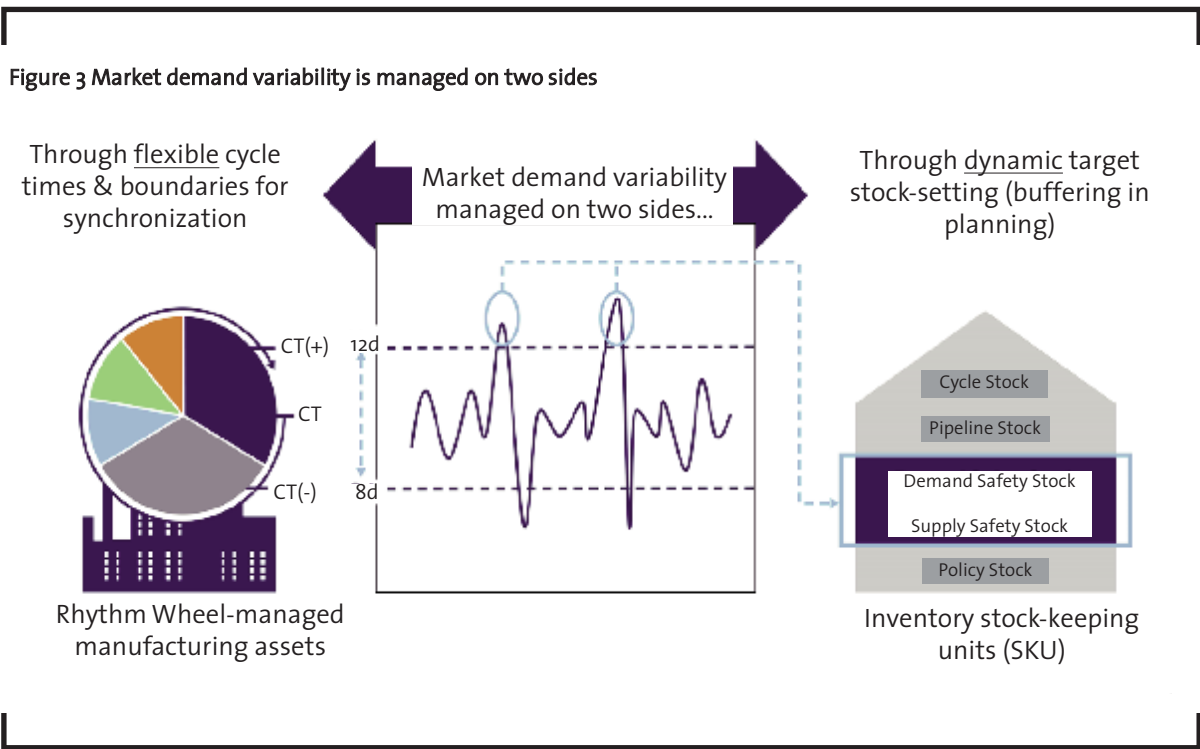 Figure 3 Market demand variability is managed on two sides
Through flexible cycle
times & boundaries for
synchronization
Market demand variability
managed on two sides...
Through dynamic target
stock-setting (buffering in
planning)
CT(+)
CT
CT(-)
12d
8d
Cycle Stock
Pipeline Stock
Demand Safety Stock
Supply Safety Stock
Policy Stock
Rhythm Wheel-managed
manufacturing assets
Inventory stock-keeping
units (SKU)